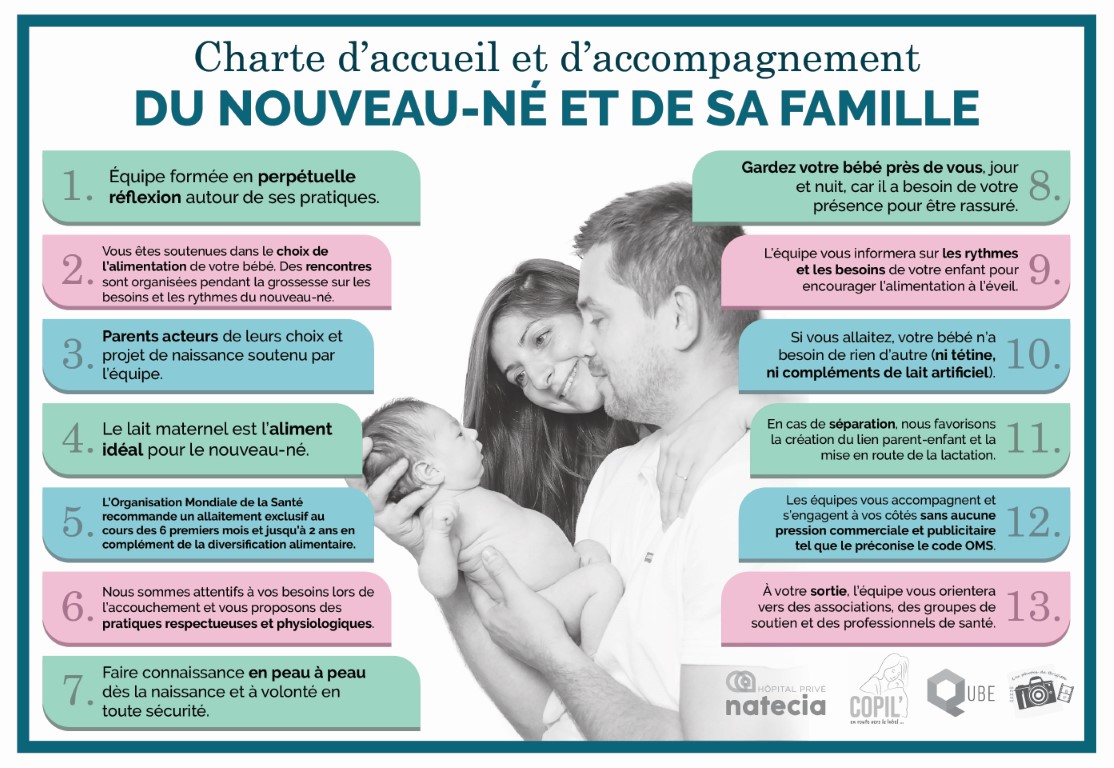 Charte d'accueil et d'accompagnement
DU NOUVEAU-NÉ ET DE SA FAMILLE
1.
Équipe formée en perpétuelle
réflexion autour de ses pratiques.
2.
Vous êtes soutenues dans le choix de
l'alimentation de votre bébé. Des rencontres
sont organisées pendant la grossesse sur les
besoins et les rythmes du nouveau-né.
3.
Parents acteurs de leurs choix et
projet de naissance soutenu par
l'équipe.
4.
Le lait maternel est l'aliment
idéal pour le nouveau-né.
5.
L'Organisation Mondiale de la Santé
recommande un allaitement exclusif au
cours des 6 premiers mois et jusqu'à 2 ans en
complément de la diversification alimentaire.
6.
Nous sommes attentifs à vos besoins lors de
l'accouchement et vous proposons des
pratiques respectueuses et physiologiques.
7.
Faire connaissance en peau à peau
dès la naissance et à volonté en
toute sécurité.
Gardez votre bébé près de vous, jour
et nuit, car il a besoin de votre
présence pour être rassuré.
8.
L'équipe vous informera sur les rythmes
et les besoins de votre enfant pour
encourager l'alimentation à l'éveil.
9.
Si vous allaitez, votre bébé n'a
besoin de rien d'autre (ni tétine,
ni compléments de lait artificiel).
10.
En cas de séparation, nous favorisons
la création du lien parent-enfant et la
mise en route de la lactation.
11.
Les équipes vous accompagnent et
s'engagent à vos côtés sans aucune
pression commerciale et publicitaire
tel que le préconise le code OMS.
12.
À votre sortie, l'équipe vous orientera
vers des associations, des groupes de
soutien et des professionnels de santé.
13.
HÔPITAL PRIVÉ
natecia
COPIL'
en route vers le label ...
QUBE